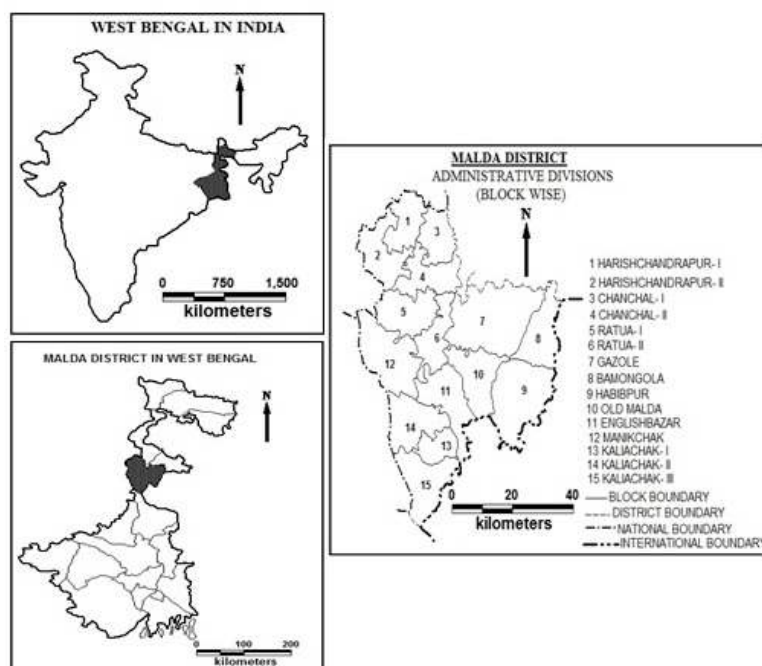 WEST BENGAL IN INDIA
N
0 750 1,500
kilometers
MALDA DISTRICT IN WEST BENGAL
N
0 100 200
kilometers
MALDA DISTRICT
ADMINISTRATIVE DIVISIONS
(BLOCK WISE)
N
1
3
2
4
5
6
7
8
12
11
10
9
14
13
15
1 HARISHCHANDRAPUR- I
2 HARISHCHANDRAPUR- II
3 CHANCHAL- I
4 CHANCHAL- II
5 RATUA- I
6 RATUA- II
7 GAZOLE
8 BAMONGOLA
9 HABIBPUR
10 OLD MALDA
11 ENGLISHBAZAR
12 MANIKCHAK
13 KALIACHAK- I
14 KALIACHAK- II
15 KALIACHAK- III
BLOCK BOUNDARY
DISTRICT BOUNDARY
NATIONAL BOUNDARY
INTERNATIONAL BOUNDARY
0 20 40
kilometers